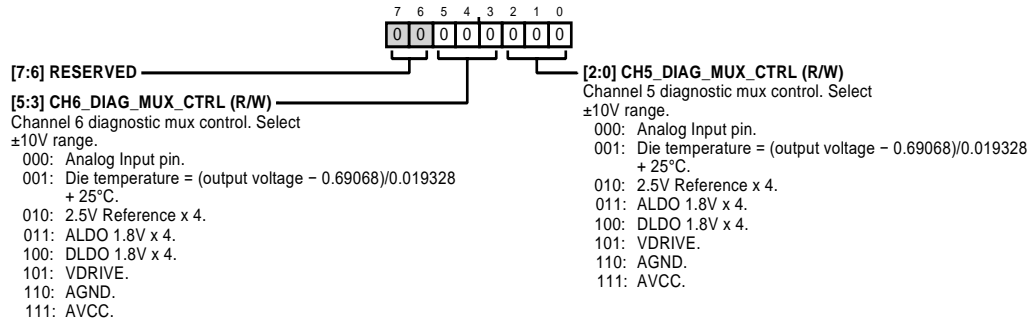 7 6 5 4 3 2 1 0
0 0 0 0 0 0 0 0
[7:6] RESERVED
[5:3] CH6_DIAG_MUX_CTRL (R/W)
Channel 6 diagnostic mux control. Select
±10V range.
000: Analog Input pin.
001: Die temperature = (output voltage − 0.69068)/0.019328
+ 25°C.
010: 2.5V Reference x 4.
011: ALDO 1.8V x 4.
100: DLDO 1.8V x 4.
101: VDRIVE.
110: AGND.
111: AVCC.
[2:0] CH5_DIAG_MUX_CTRL (R/W)
Channel 5 diagnostic mux control. Select
±10V range.
000: Analog Input pin.
001: Die temperature = (output voltage − 0.69068)/0.019328
+ 25°C.
010: 2.5V Reference x 4.
011: ALDO 1.8V x 4.
100: DLDO 1.8V x 4.
101: VDRIVE.
110: AGND.
111: AVCC.